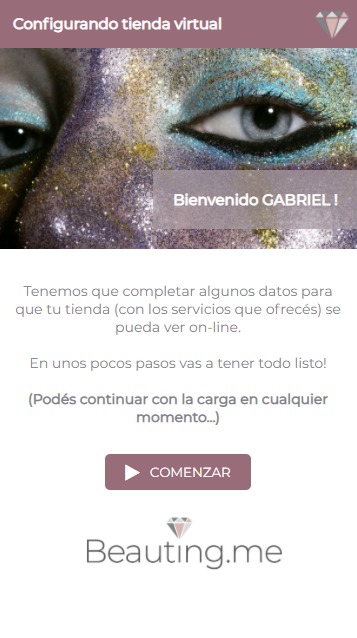 Configurando tienda virtual
Bienvenido GABRIEL !
Tenemos que completar algunos datos para
que tu tienda (con los servicios que ofrecés) se
pueda ver on-line.
En unos pocos pasos vas a tener todo listo!
(Podés continuar con la carga en cualquier
momento...)
COMENZAR
Beauting.me